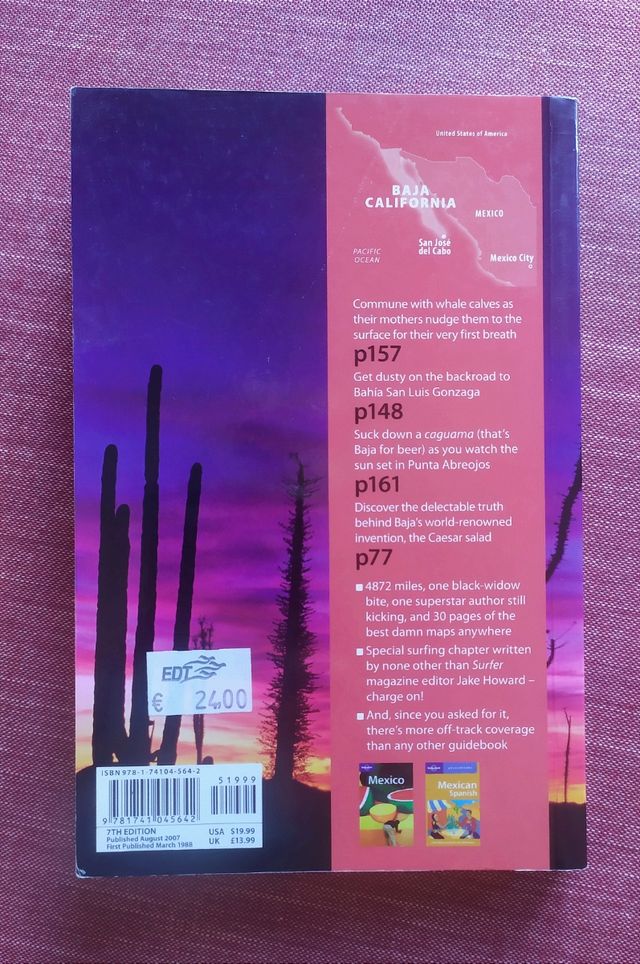 United States of America
BAJA
CALIFORNIA
MEXICO
San José
del Cabo
PACIFIC
OCEAN
Mexico City
Commune with whale calves as
their mothers nudge them to the
surface for their very first breath
p157
Get dusty on the backroad to
Bahía San Luis Gonzaga
p148
Suck down a caguama (that's
Baja for beer) as you watch the
sun set in Punta Abreojos
p161
Discover the delectable truth
behind Baja's world-renowned
invention, the Caesar salad
p77
4872 miles, one black-widow
bite, one superstar author still
kicking, and 30 pages of the
best damn maps anywhere
Special surfing chapter written
by none other than Surfer
magazine editor Jake Howard –
charge on!
And, since you asked for it,
there's more off-track coverage
than any other guidebook
Mexico
Mexican
Spanish
EDT
€ 24.00
ISBN 978-1-74104-564-2
51999
9 781741 045642
7TH EDITION
Published August 2007
First Published March 1988
USA $19.99
UK £13.99